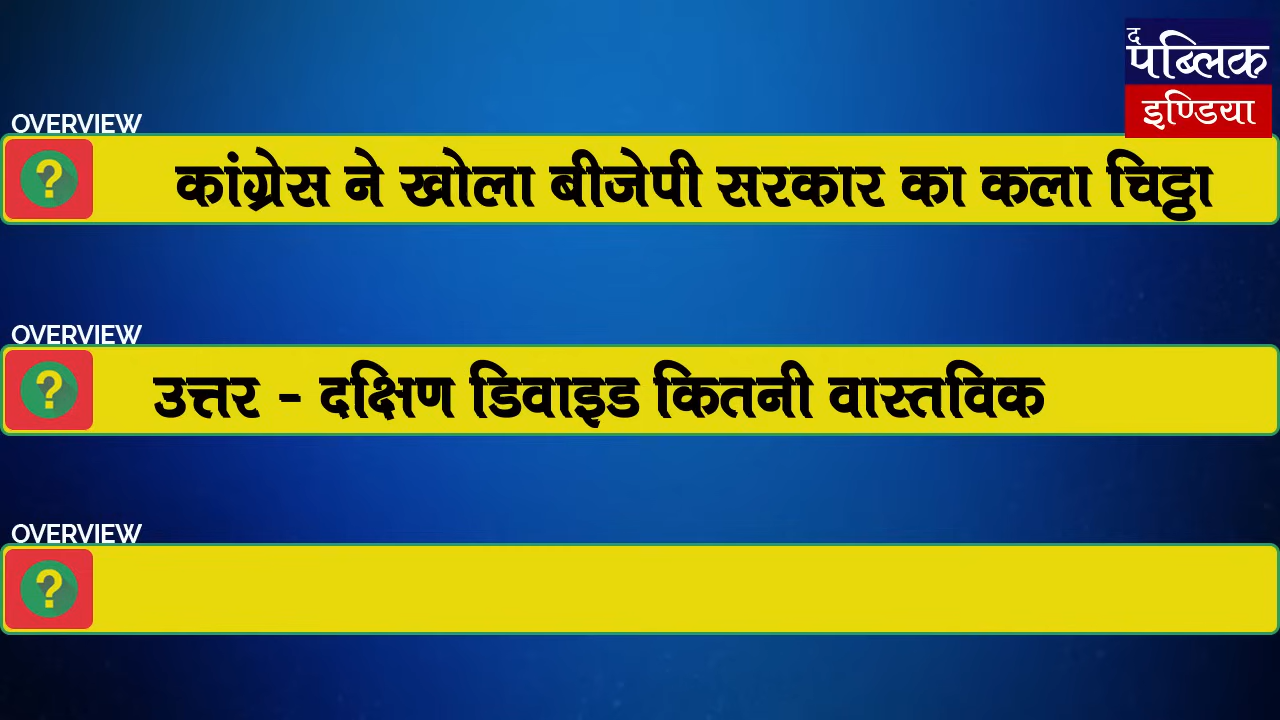 द
पब्लिक
इण्डिया
OVERVIEW
?
कांग्रेस ने खोला बीजेपी सरकार का कला चिट्ठा
OVERVIEW
?
उत्तर - दक्षिण डिवाइड कितनी वास्तविक
OVERVIEW
?